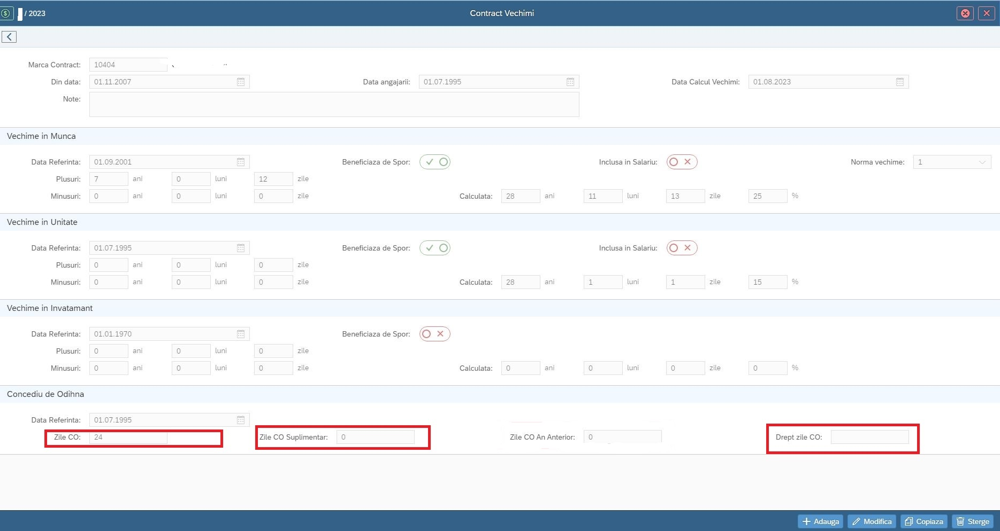 $ / 2023 Contract Vechimi
Marca Contract: 10404
Din data: 01.11.2007 Data angajarii: 01.07.1995 Data Calcul Vechimi: 01.08.2023
Note:
Vechime in Munca
Data Referinta: 01.09.2001 Beneficiaza de Spor: Inclusa in Salariu: Norma vechime: 1
Plusuri: 7 ani 0 luni 12 zile
Minusuri: 0 ani 0 luni 0 zile Calculata: 28 ani 11 luni 13 zile 25 %
Vechime in Unitate
Data Referinta: 01.07.1995 Beneficiaza de Spor: Inclusa in Salariu:
Plusuri: 0 ani 0 luni 0 zile
Minusuri: 0 ani 0 luni 0 zile Calculata: 28 ani 1 luni 1 zile 15 %
Vechime in Invatamant
Data Referinta: 01.01.1970 Beneficiaza de Spor:
Plusuri: 0 ani 0 luni 0 zile
Minusuri: 0 ani 0 luni 0 zile Calculata: 0 ani 0 luni 0 zile 0 %
Concediu de Odihna
Data Referinta: 01.07.1995
Zile CO: 24 Zile CO Suplimentar: 0 Zile CO An Anterior: 0 Drept zile CO:
Adauga Modifica Copiaza Sterge